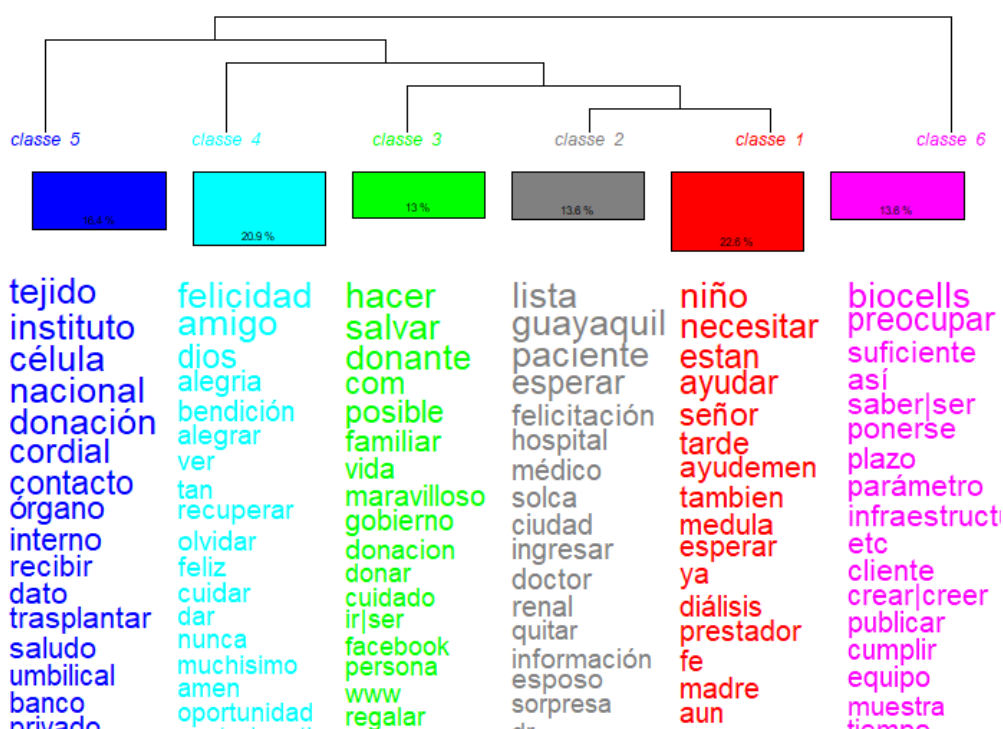 classe 5
classe 4
classe 3
classe 2
classe 1
classe 6
16.4 %
20.9 %
13 %
13.6 %
22.6 %
13.6 %
tejido
instituto
célula
nacional
donación
cordial
contacto
órgano
interno
recibir
dato
trasplantar
saludo
umbilical
banco
privado
felicidad
amigo
dios
alegria
bendición
alegrar
ver
tan
recuperar
olvidar
feliz
cuidar
dar
nunca
muchisimo
amen
oportunidad
hacer
salvar
donante
com
posible
familiar
vida
maravilloso
gobierno
donacion
donar
cuidado
ir|ser
facebook
persona
www
regalar
lista
guayaquil
paciente
esperar
felicitación
hospital
médico
solca
ciudad
ingresar
doctor
renal
quitar
información
esposo
sorpresa
niño
necesitar
estan
ayudar
señor
tarde
ayudemen
tambien
medula
esperar
ya
diálisis
prestador
fe
madre
aun
biocells
preocupar
suficiente
así
saber|ser
ponerse
plazo
parámetro
infraestruct
etc
cliente
crear|creer
publicar
cumplir
equipo
muestra
tiempo